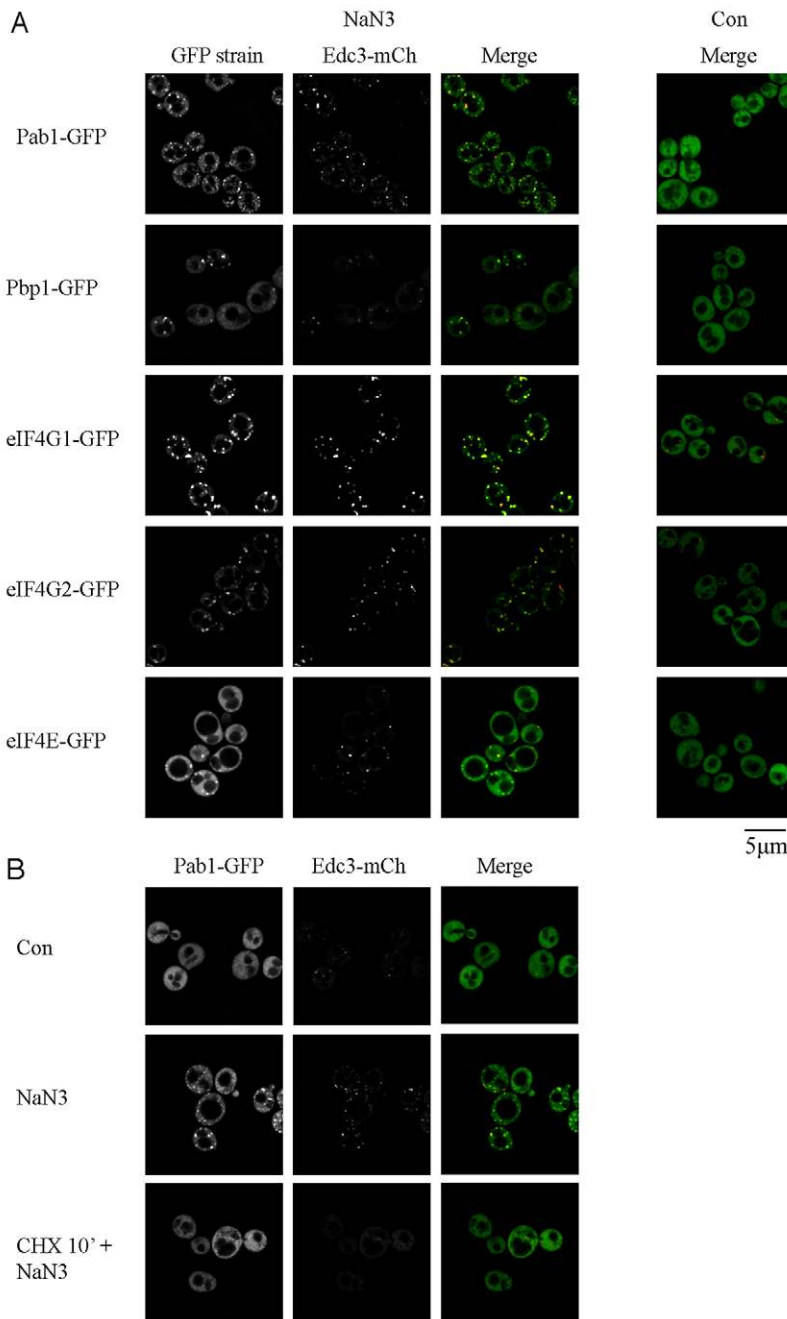 A
NaN3
Con
GFP strain
Edc3-mCh
Merge
Merge
Pab1-GFP
Pbp1-GFP
eIF4G1-GFP
eIF4G2-GFP
eIF4E-GFP
5µm
B
Pab1-GFP
Edc3-mCh
Merge
Con
NaN3
CHX 10’ +
NaN3